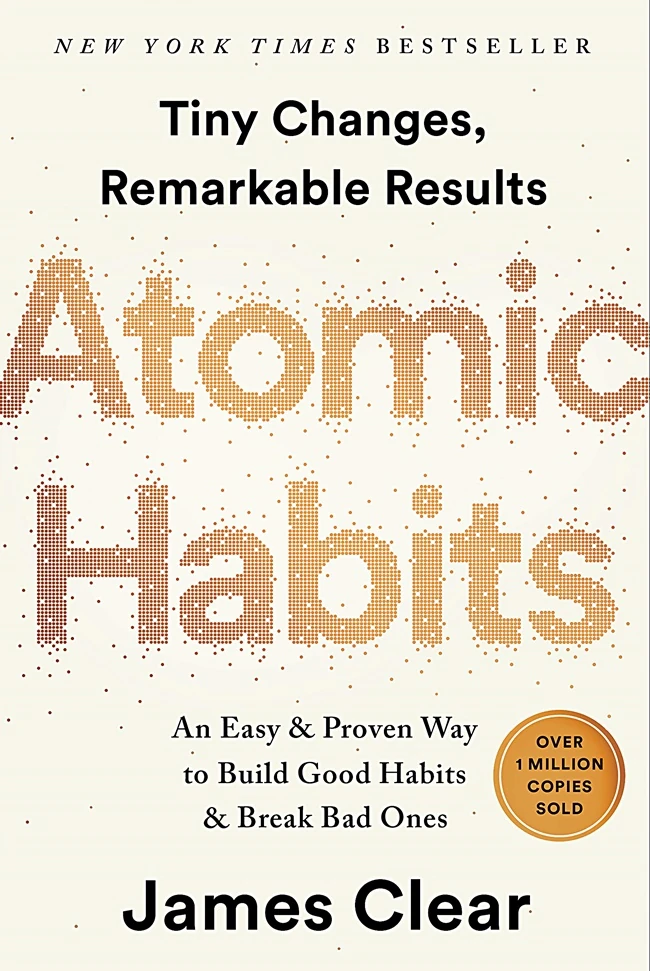 NEW YORK TIMES BESTSELLER
Tiny Changes,
Remarkable Results
Atomic
Habits
An Easy & Proven Way
to Build Good Habits
& Break Bad Ones
OVER
1 MILLION
COPIES
SOLD
James Clear